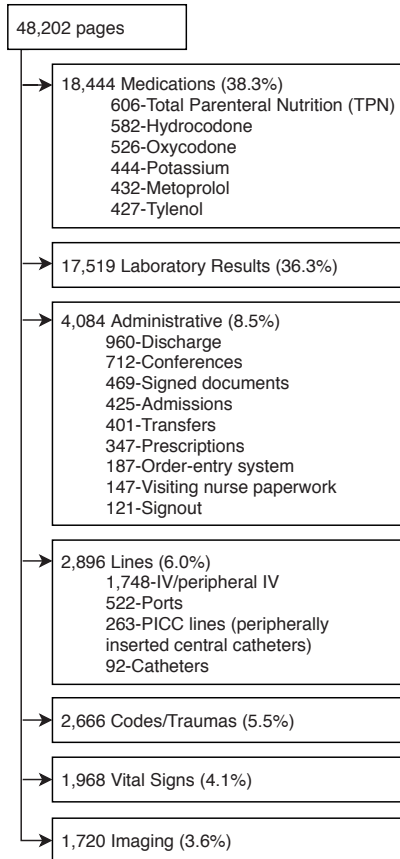 48,202 pages
18,444 Medications (38.3%)
606-Total Parenteral Nutrition (TPN)
582-Hydrocodone
526-Oxycodone
444-Potassium
432-Metoprolol
427-Tylenol
17,519 Laboratory Results (36.3%)
4,084 Administrative (8.5%)
960-Discharge
712-Conferences
469-Signed documents
425-Admissions
401-Transfers
347-Prescriptions
187-Order-entry system
147-Visiting nurse paperwork
121-Signout
2,896 Lines (6.0%)
1,748-IV/peripheral IV
522-Ports
263-PICC lines (peripherally
inserted central catheters)
92-Catheters
2,666 Codes/Traumas (5.5%)
1,968 Vital Signs (4.1%)
1,720 Imaging (3.6%)